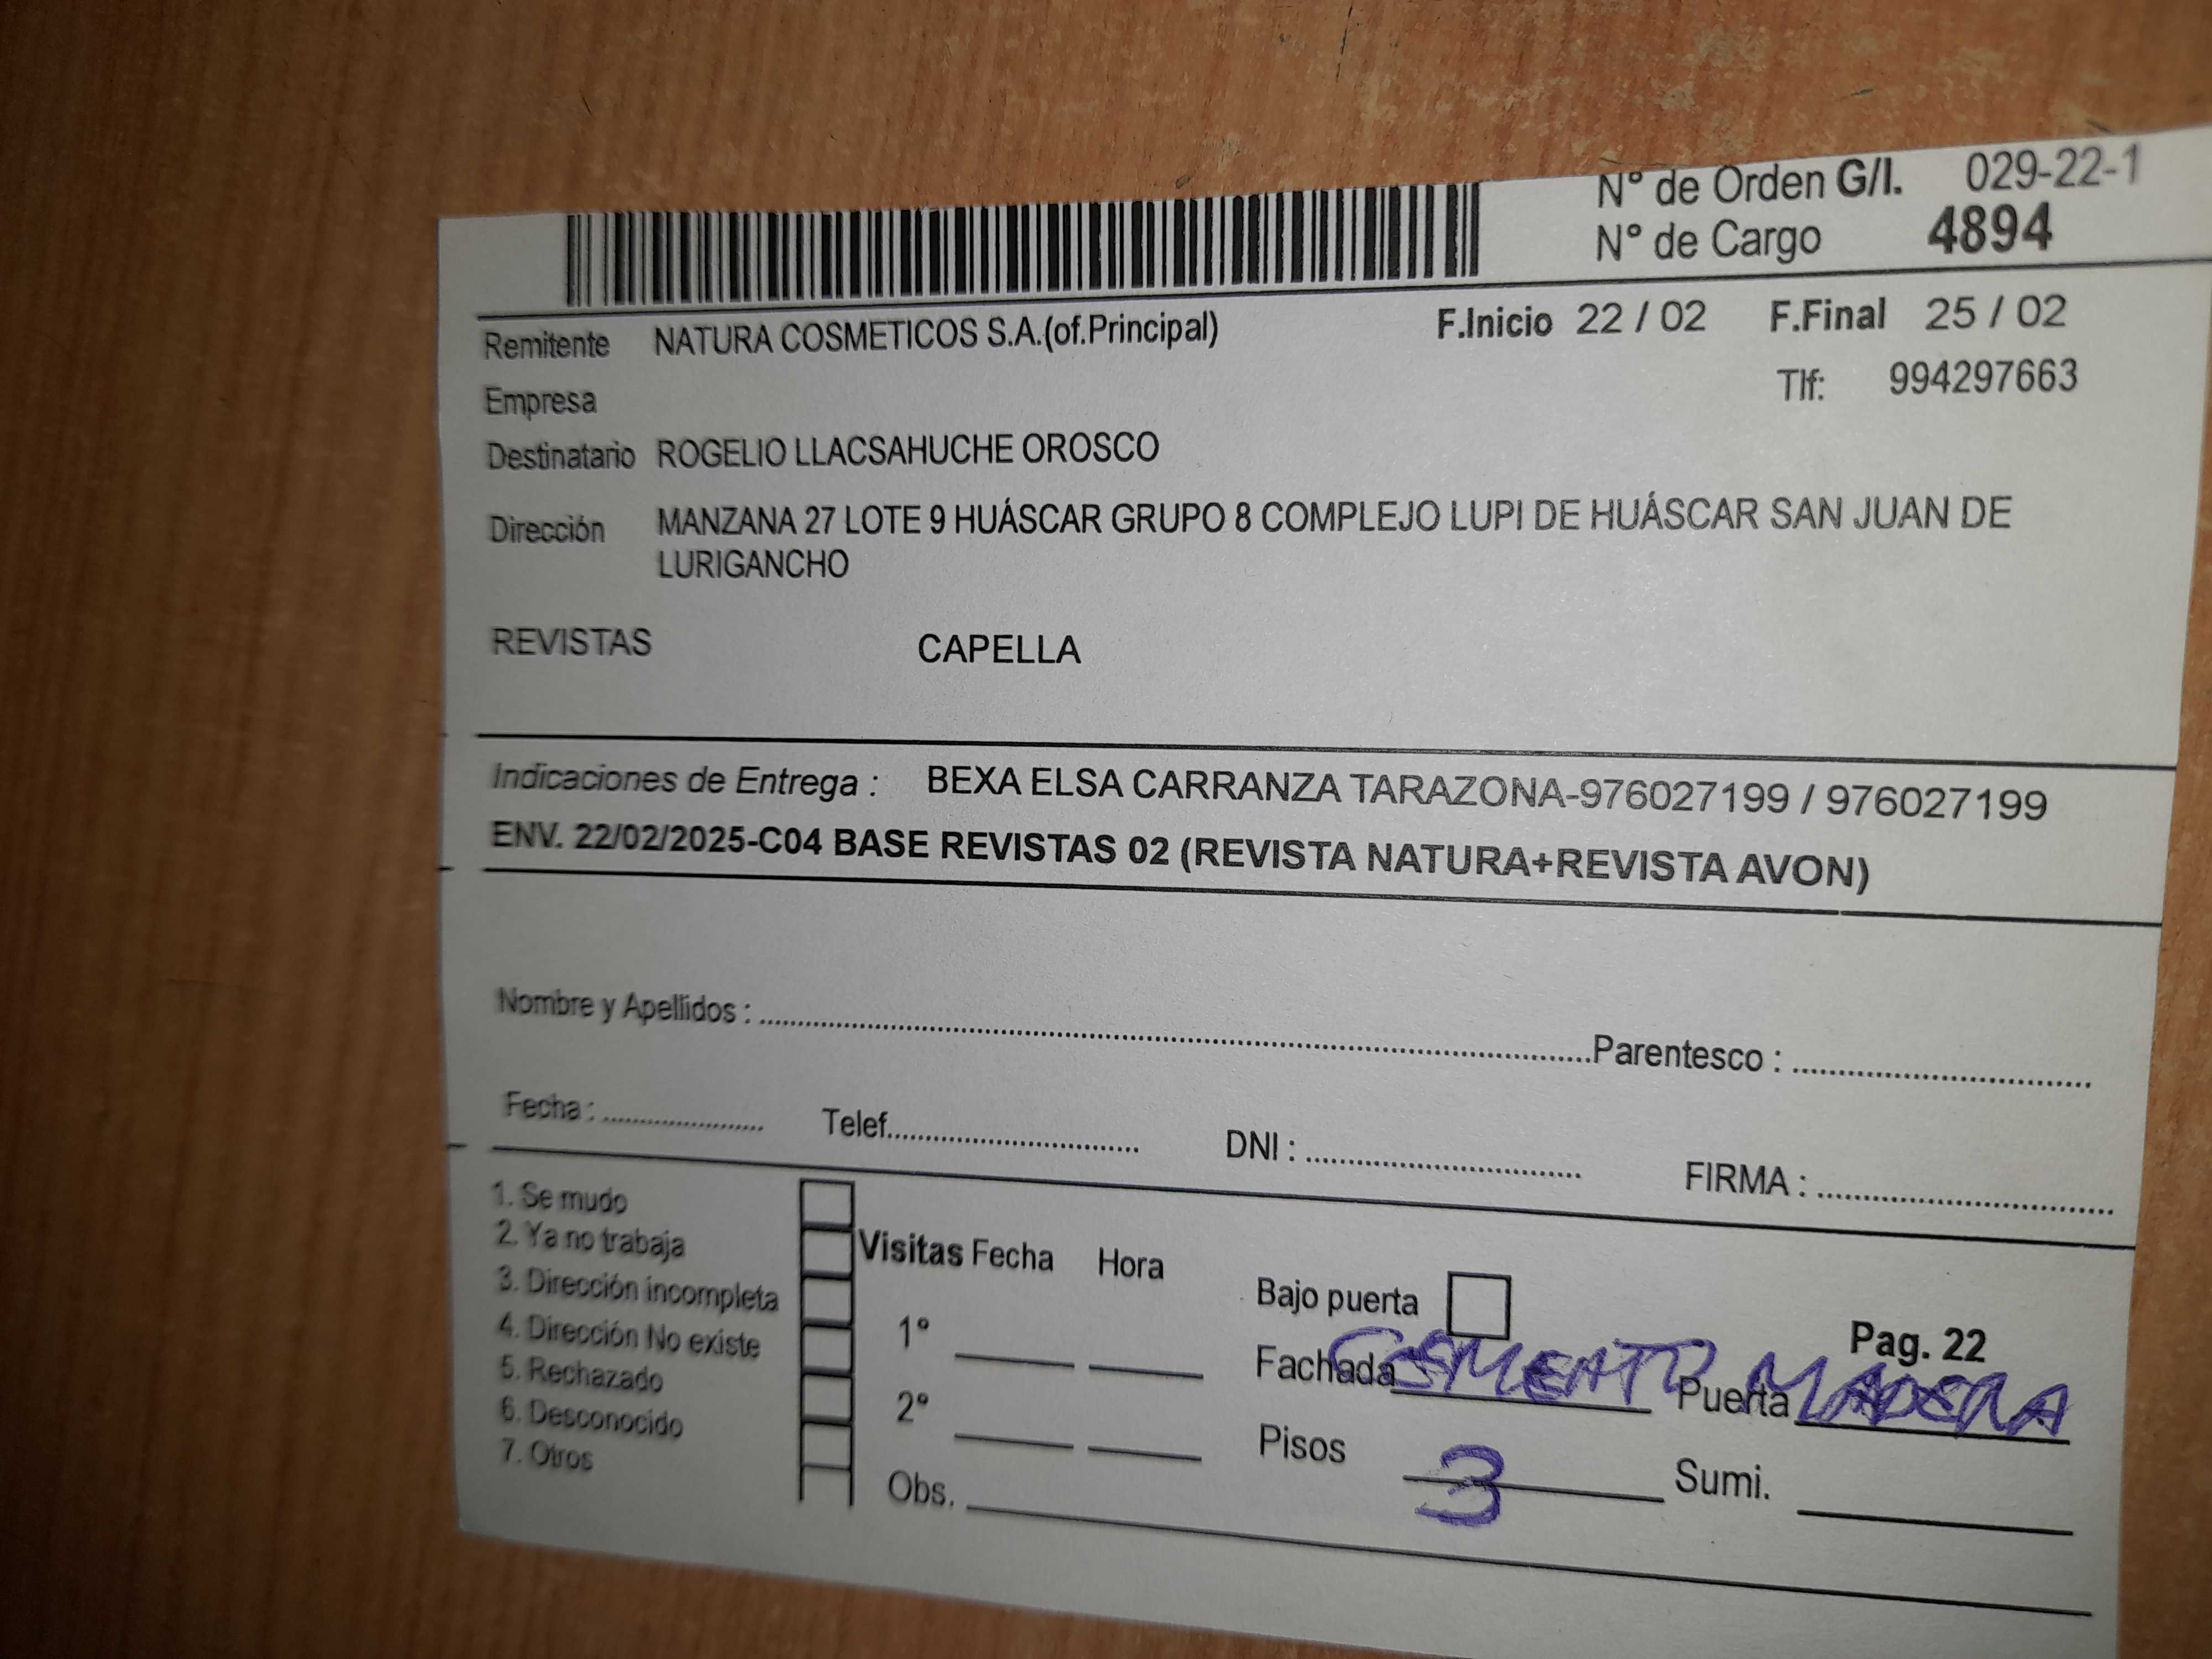 N° de Orden G/I. 029-22-1
N° de Cargo 4894
Remitente NATURA COSMETICOS S.A.(of.Principal) F.Inicio 22 / 02 F.Final 25 / 02
Empresa Tlf: 994297663
Destinatario ROGELIO LLACSAHUCHE OROSCO
Dirección MANZANA 27 LOTE 9 HUÁSCAR GRUPO 8 COMPLEJO LUPI DE HUÁSCAR SAN JUAN DE
LURIGANCHO
REVISTAS CAPELLA
Indicaciones de Entrega : BEXA ELSA CARRANZA TARAZONA-976027199 / 976027199
ENV. 22/02/2025-C04 BASE REVISTAS 02 (REVISTA NATURA+REVISTA AVON)
Nombre y Apellidos : Parentesco :
Fecha : Telef. DNI : FIRMA :
1. Se mudo
2. Ya no trabaja
3. Dirección incompleta
4. Dirección No existe
5. Rechazado
6. Desconocido
7. Otros
Visitas Fecha Hora
1°
2°
Obs.
Bajo puerta Pag. 22
Fachada Puerta MADERA
Pisos 3 Sumi.